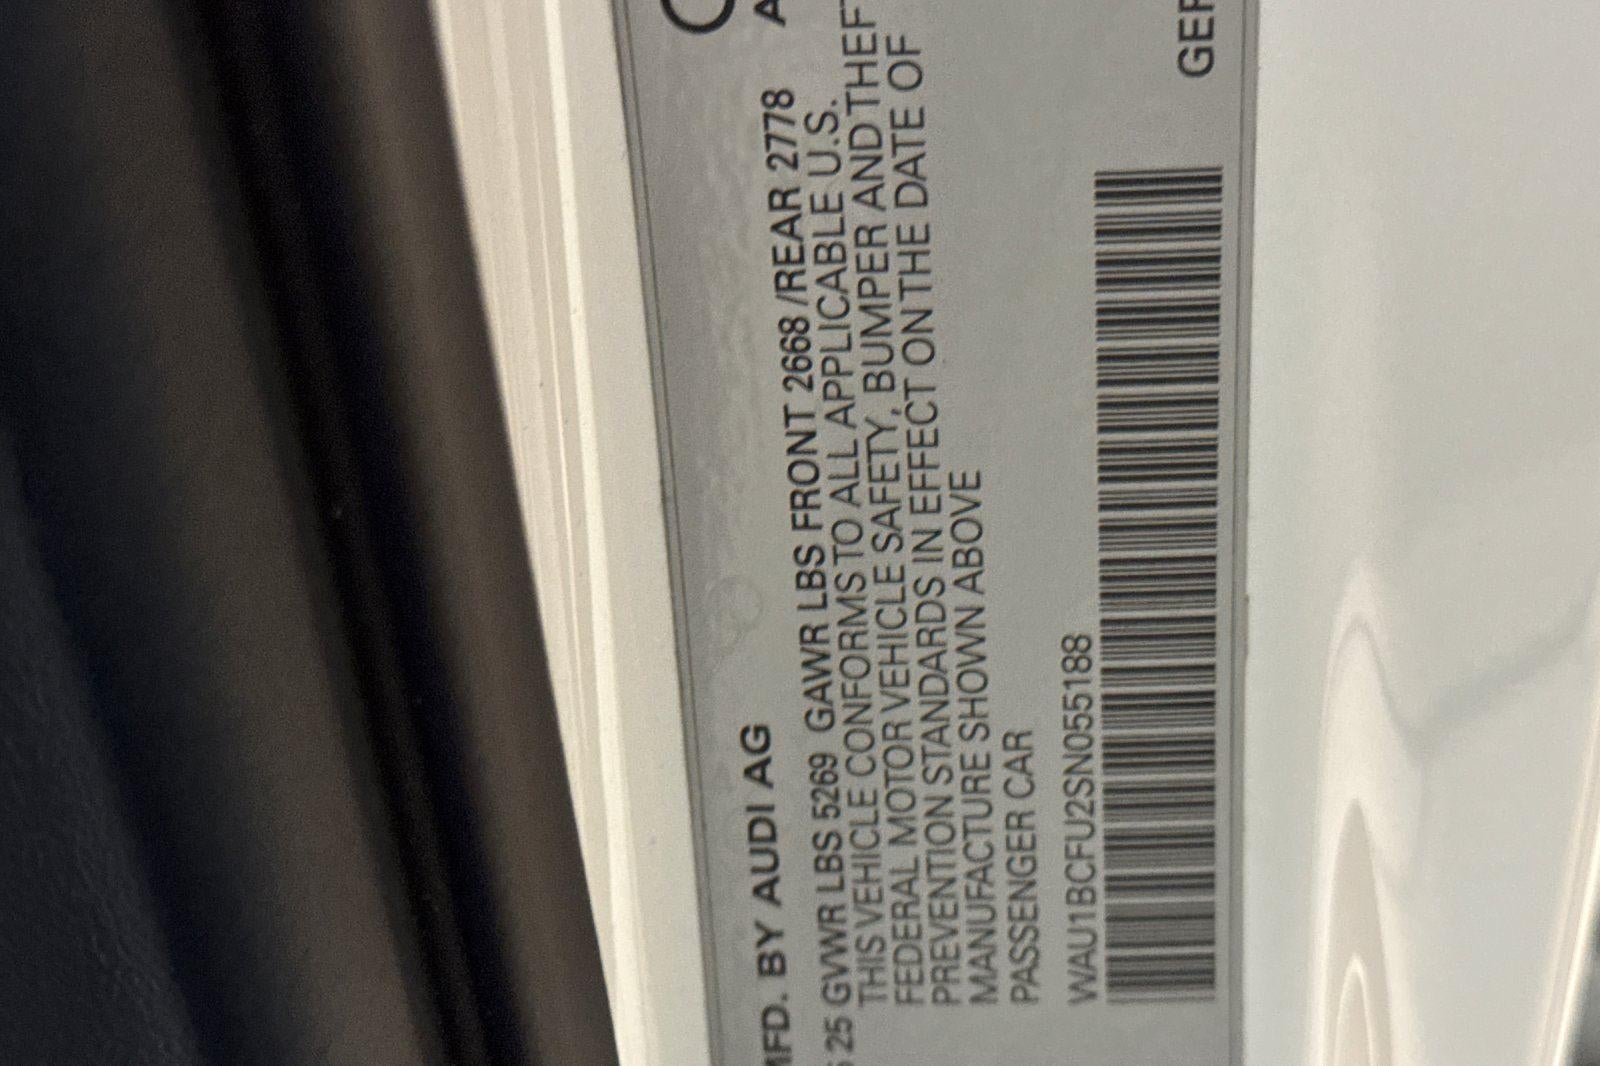 MFD. BY AUDI AG
25 GVWR LBS 5269 GAWR LBS FRONT 2668 /REAR 2778
THIS VEHICLE CONFORMS TO ALL APPLICABLE U.S.
FEDERAL MOTOR VEHICLE SAFETY, BUMPER AND THEFT
PREVENTION STANDARDS IN EFFECT ON THE DATE OF
MANUFACTURE SHOWN ABOVE
PASSENGER CAR
WAU1BCFU2SN055188
GER